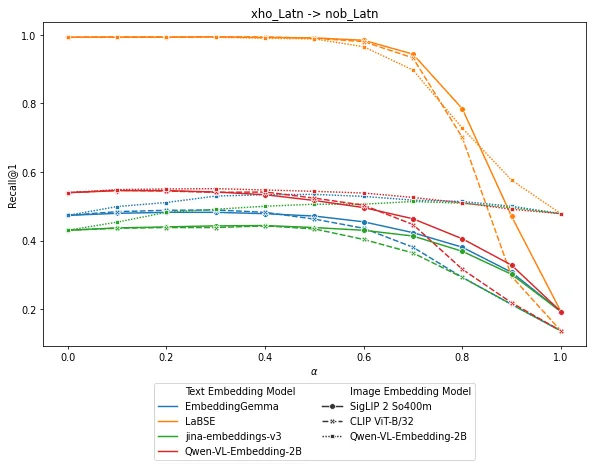 xho_Latn -> nob_Latn
Recall@1
1.0
0.8
0.6
0.4
0.2
0.0 0.2 0.4 0.6 0.8 1.0
α
Text Embedding Model Image Embedding Model
EmbeddingGemma SigLIP 2 So400m
LaBSE CLIP ViT-B/32
jina-embeddings-v3 Qwen-VL-Embedding-2B
Qwen-VL-Embedding-2B